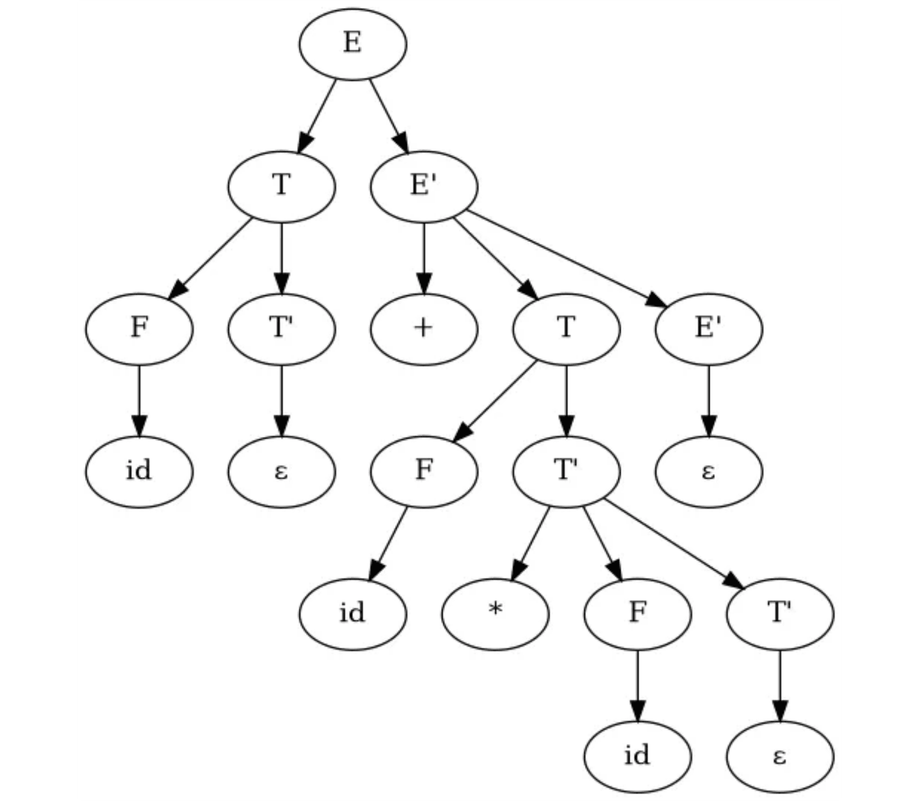 E
T E'
F T' + T E'
id ε F T' ε
id * F T'
id ε